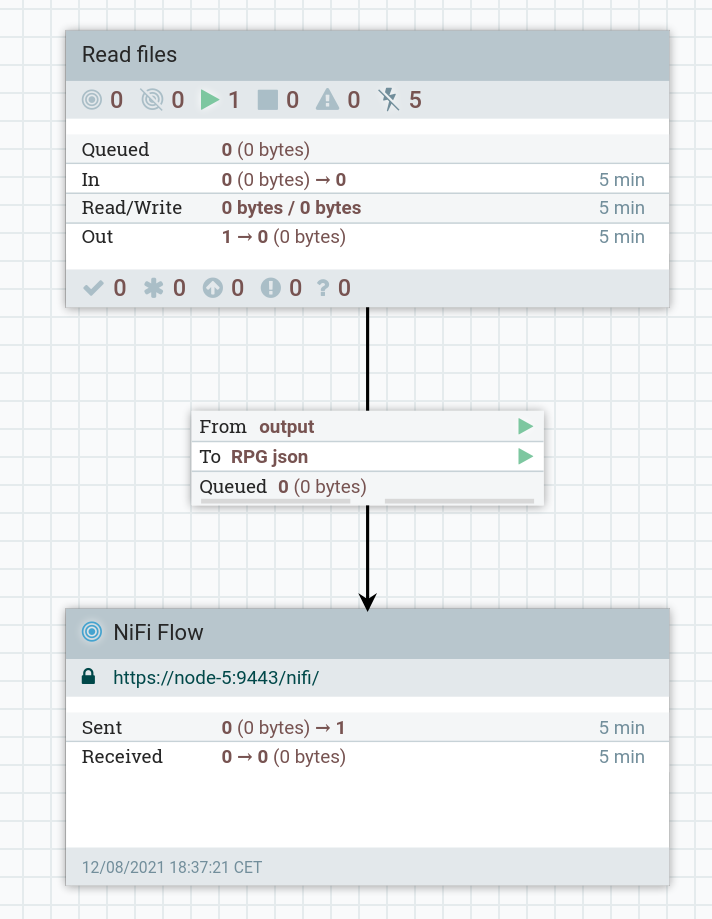 Read files
0 0 1 0 0 5
Queued 0 (0 bytes)
In 0 (0 bytes) → 0 5 min
Read/Write 0 bytes / 0 bytes 5 min
Out 1 → 0 (0 bytes) 5 min
0 0 0 0 ? 0
From output
To RPG json
Queued 0 (0 bytes)
NiFi Flow
https://node-5:9443/nifi/
Sent 0 (0 bytes) → 1 5 min
Received 0 → 0 (0 bytes) 5 min
12/08/2021 18:37:21 CET